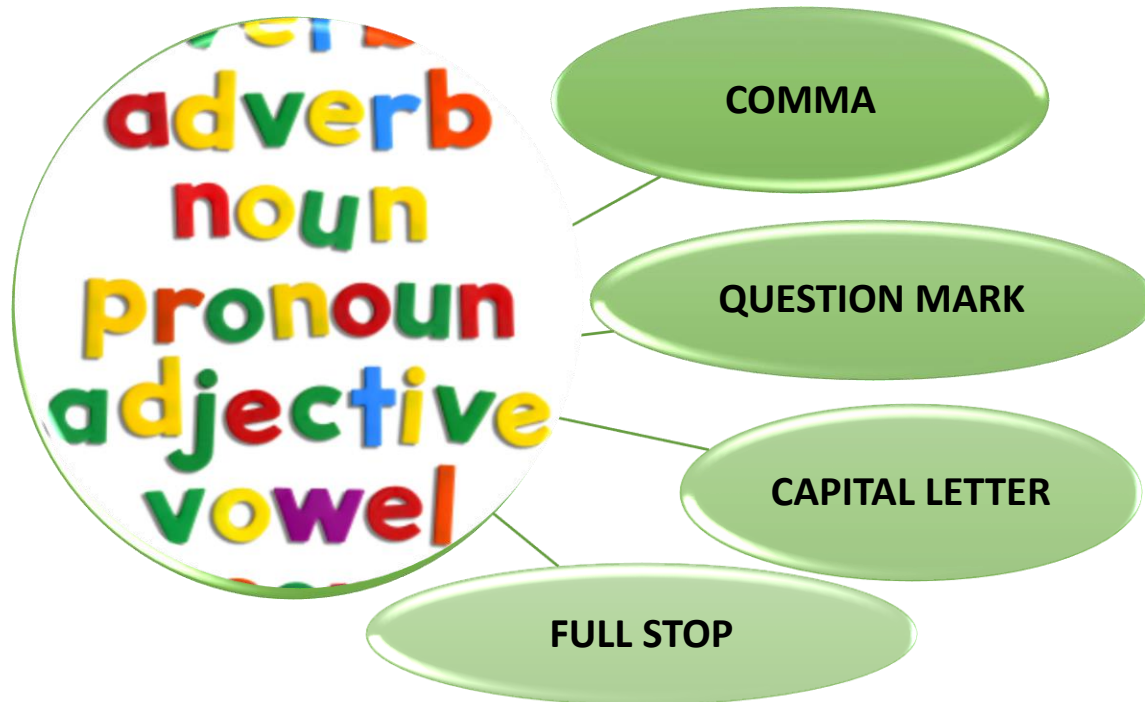 adverb
noun
pronoun
adjective
vowel
COMMA
QUESTION MARK
CAPITAL LETTER
FULL STOP